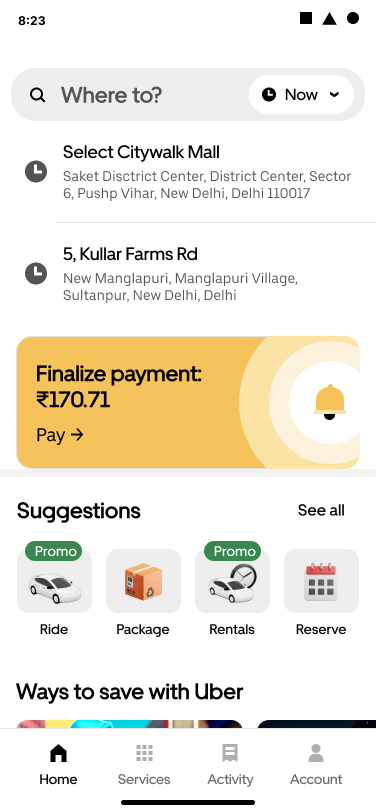 8:23
Where to?
Now
Select Citywalk Mall
Saket Disctrict Center, District Center, Sector
6, Pushp Vihar, New Delhi, Delhi 110017
5, Kullar Farms Rd
New Manglapuri, Manglapuri Village,
Sultanpur, New Delhi, Delhi
Finalize payment:
₹170.71
Pay →
Suggestions
See all
Promo
Promo
Ride
Package
Rentals
Reserve
Ways to save with Uber
Home
Services
Activity
Account